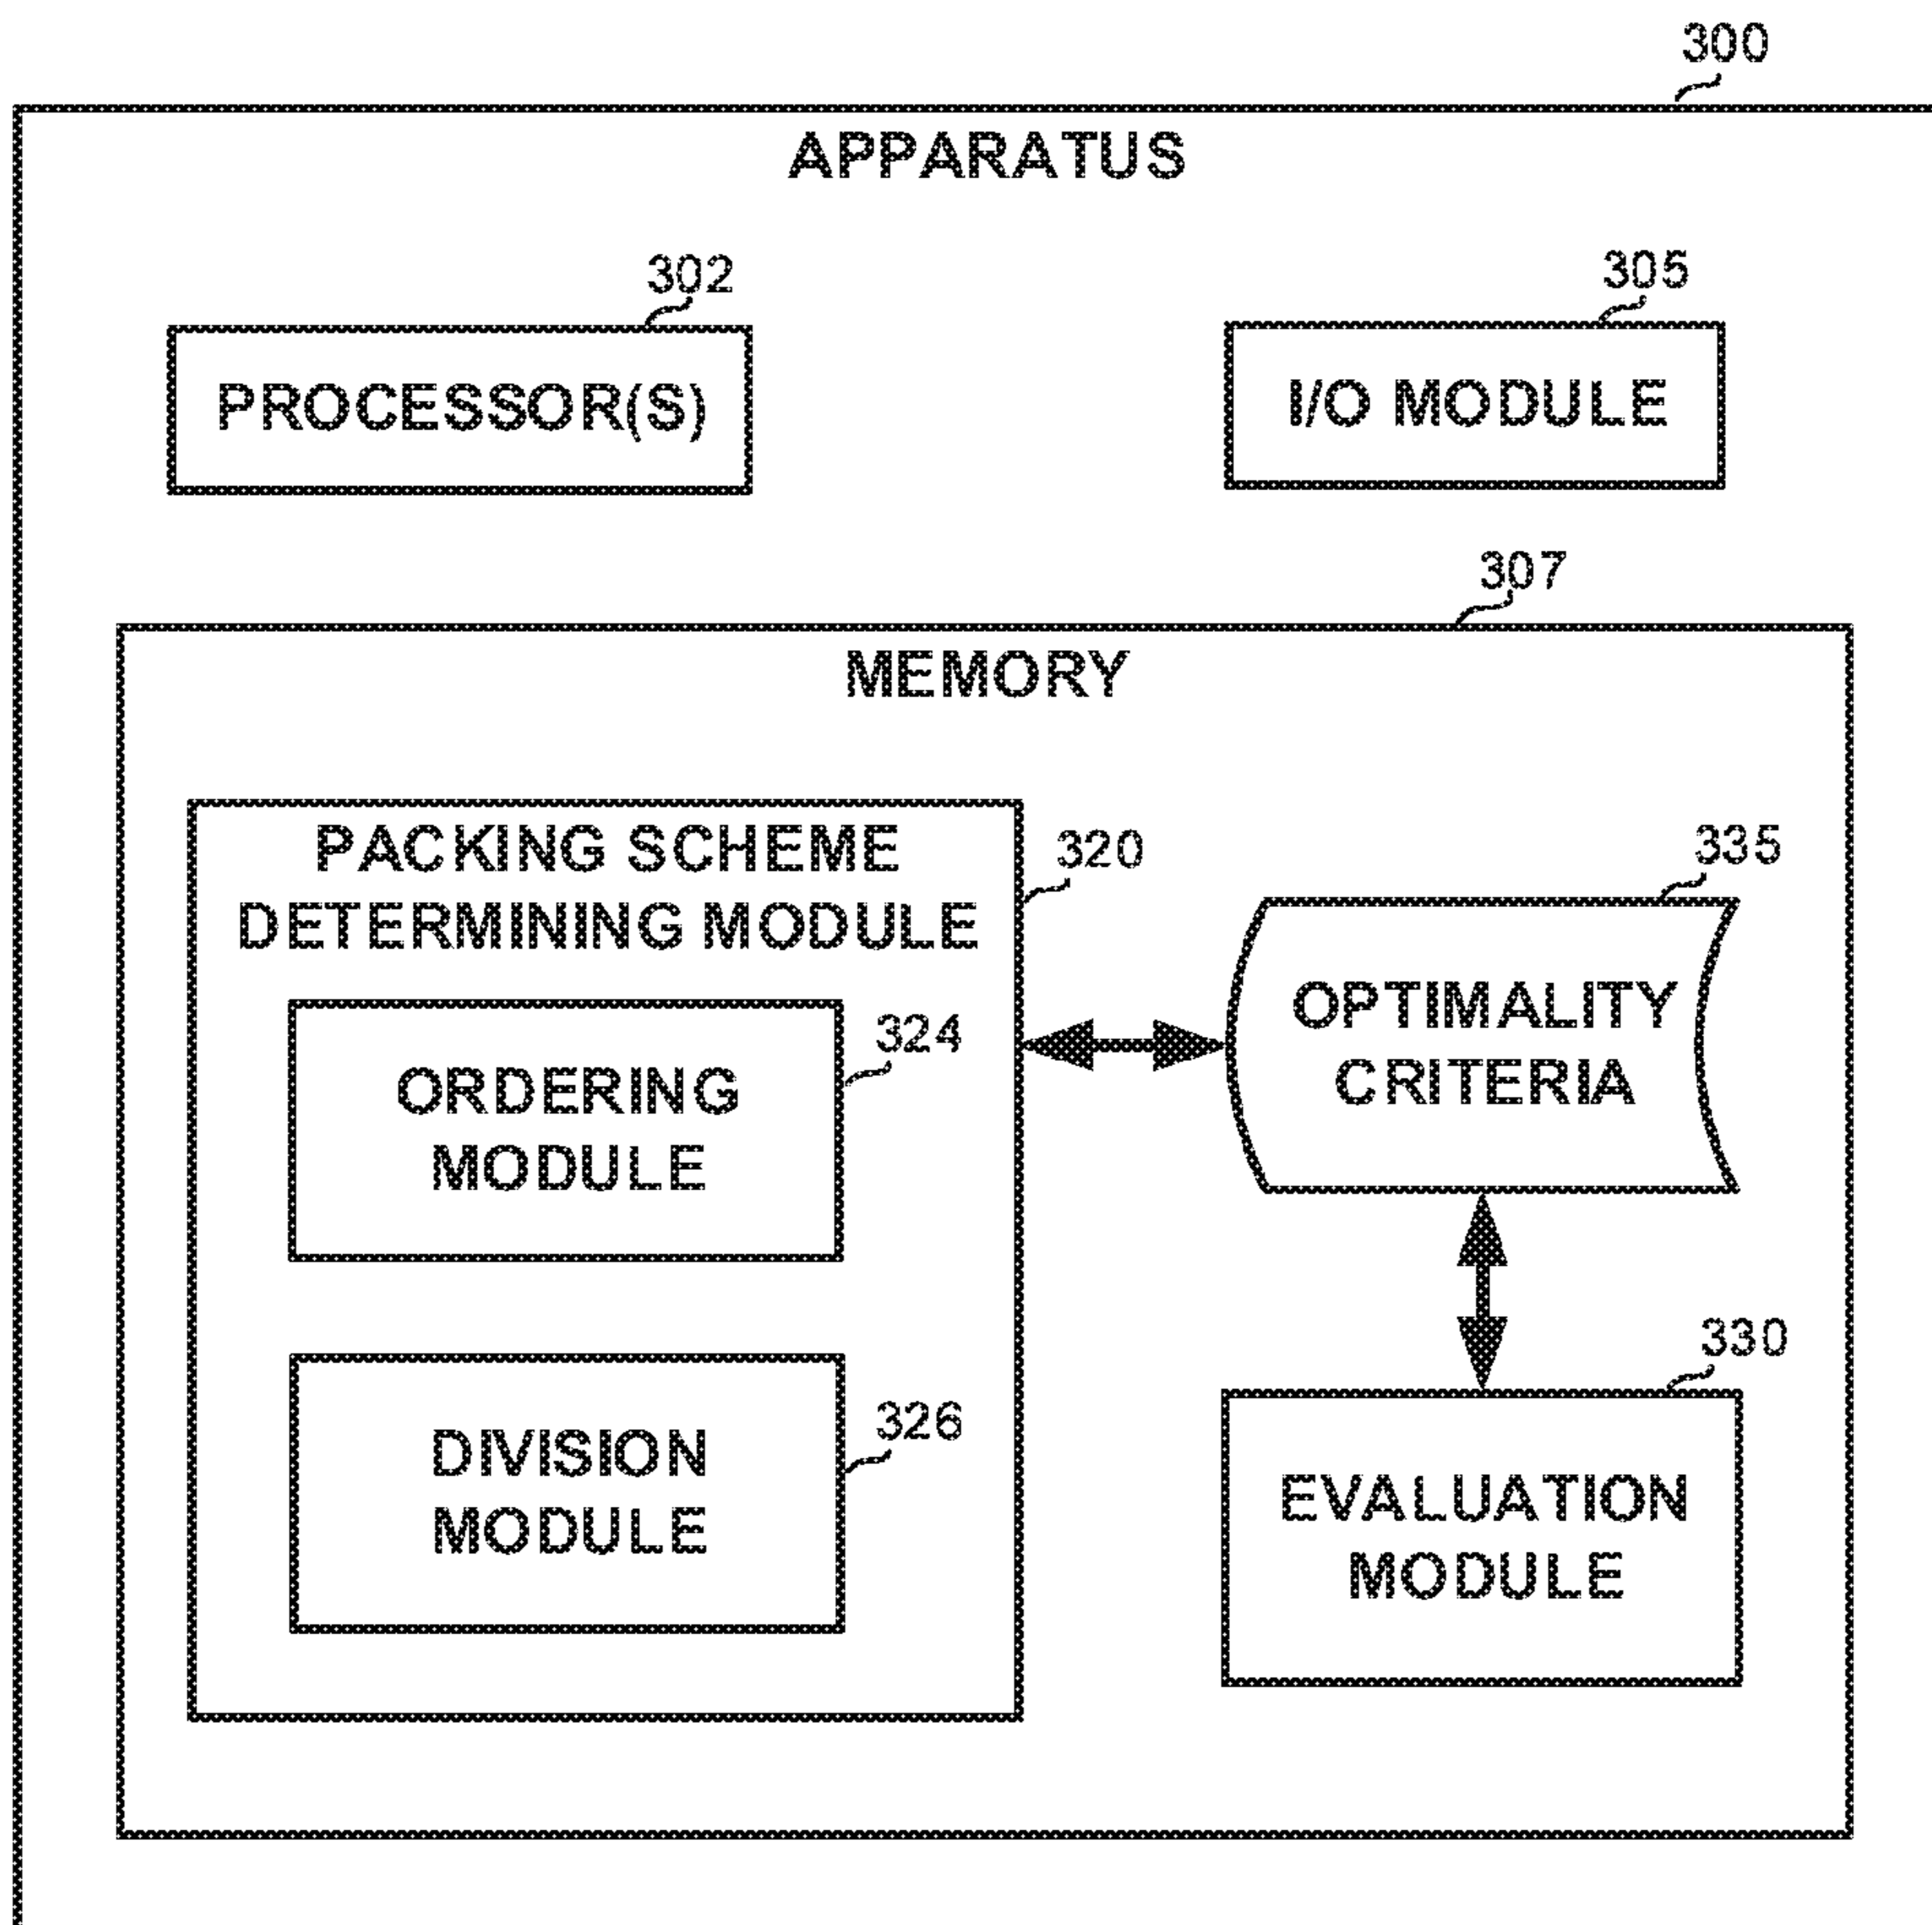 300
APPARATUS
302
305
PROCESSOR(S)
I/O MODULE
307
MEMORY
PACKING SCHEME
DETERMINING MODULE
320
335
324
ORDERING
MODULE
OPTIMALITY
CRITERIA
326
DIVISION
MODULE
330
EVALUATION
MODULE